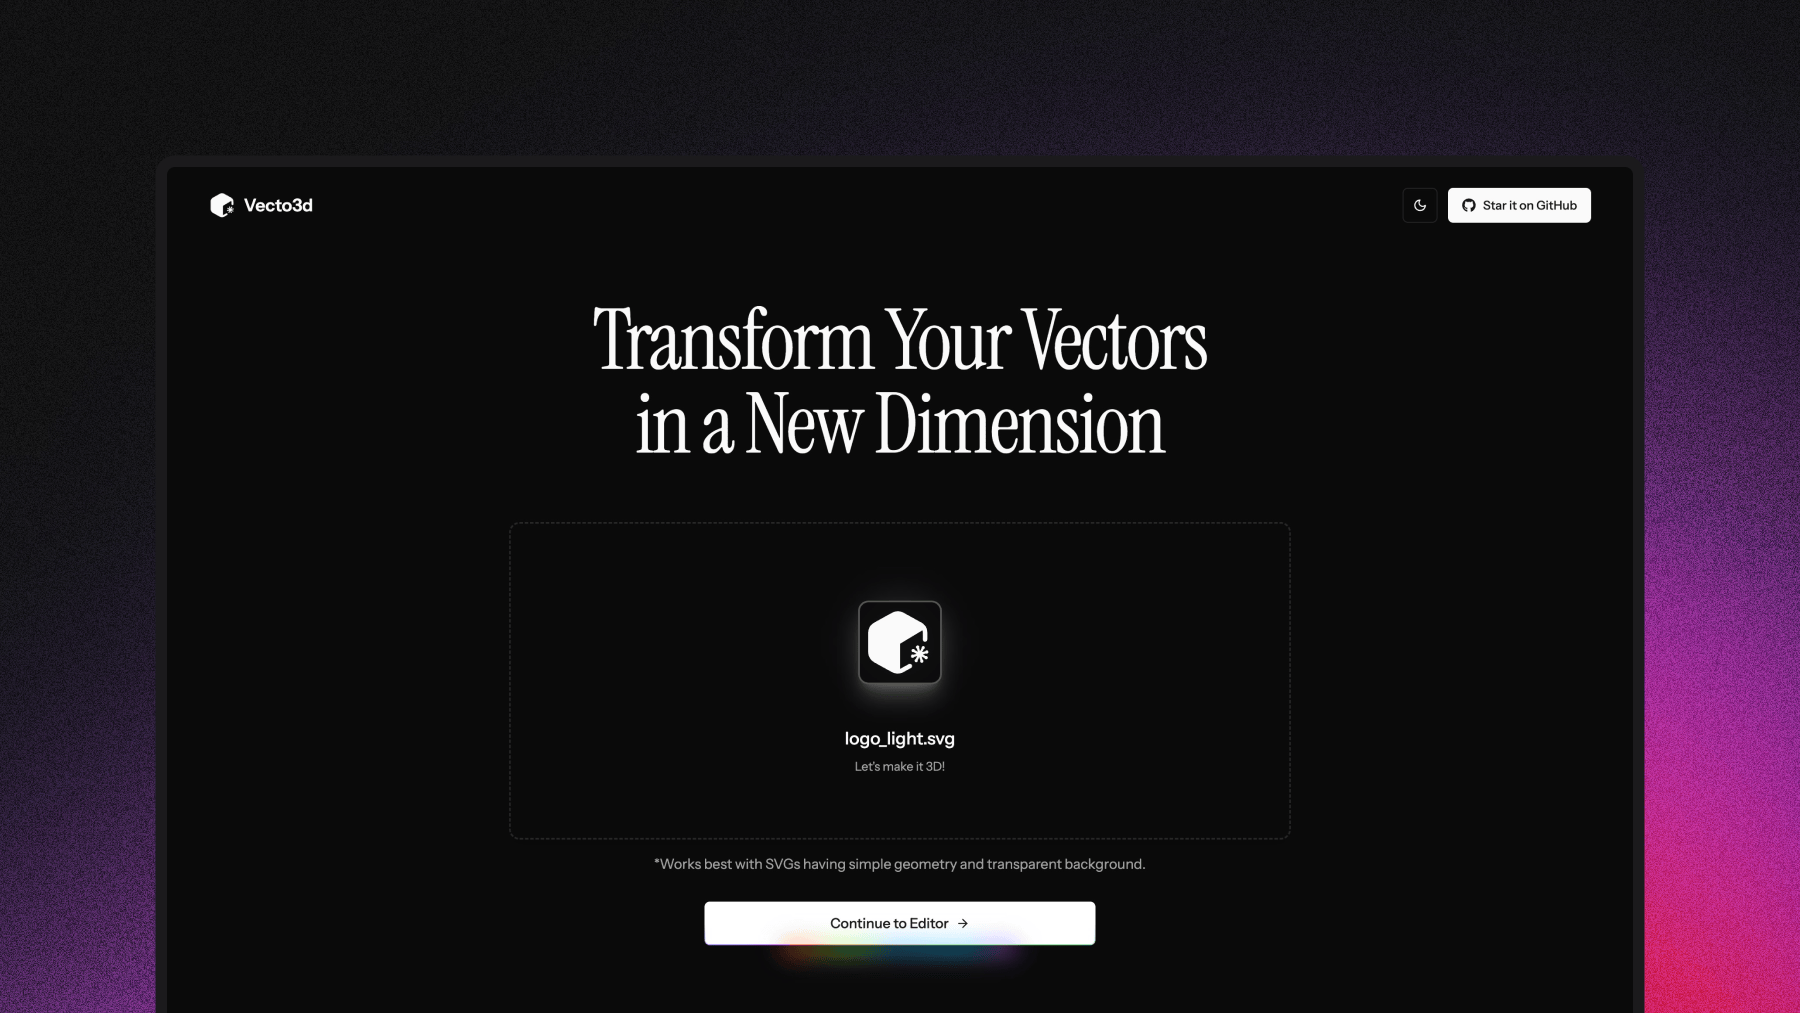 Vecto3d
Star it on GitHub
Transform Your Vectors
in a New Dimension
logo_light.svg
Let's make it 3D!
*Works best with SVGs having simple geometry and transparent background.
Continue to Editor →